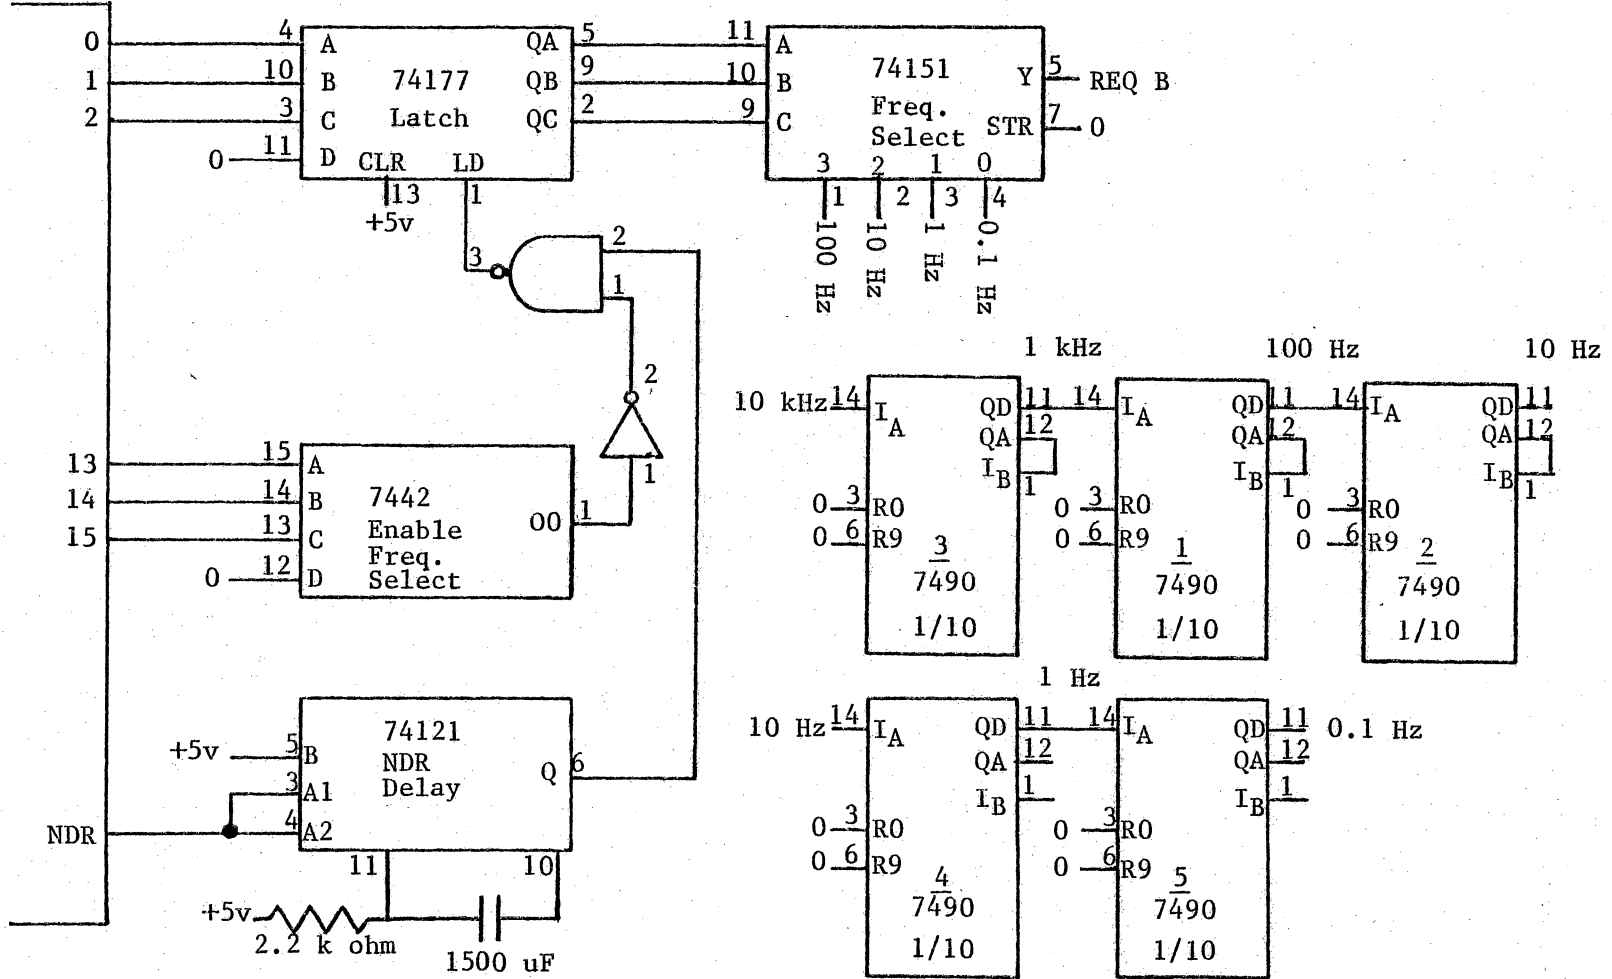 0
1
2
4
10
3
0
11
A
B
C
D
74177
Latch
QA
QB
QC
CLR
LD
13
+5v
1
5
9
2
11
10
9
A
B
C
74151
Freq.
Select
Y
STR
5
REQ B
7
0
3
2
1
0
1
2
3
4
100 Hz
10 Hz
1 Hz
0.1 Hz
3
2
1
2
1
13
14
15
15
14
13
0
12
A
B
C
D
7442
Enable
Freq.
Select
OO
1
NDR
+5v
5
3
4
B
A1
A2
74121
NDR
Delay
Q
6
11
10
+5v
2.2 k ohm
1500 uF
1 kHz
100 Hz
10 Hz
10 kHz
14
IA
QD
11
QA
12
IB
1
0
3
R0
0
6
R9
3
7490
1/10
14
IA
QD
11
QA
12
IB
1
0
3
R0
0
6
R9
1
7490
1/10
14
IA
QD
11
QA
12
IB
1
0
3
R0
0
6
R9
2
7490
1/10
1 Hz
10 Hz
14
IA
QD
11
QA
12
IB
1
0
3
R0
0
6
R9
4
7490
1/10
14
IA
QD
11
0.1 Hz
QA
12
IB
1
0
3
R0
0
6
R9
5
7490
1/10